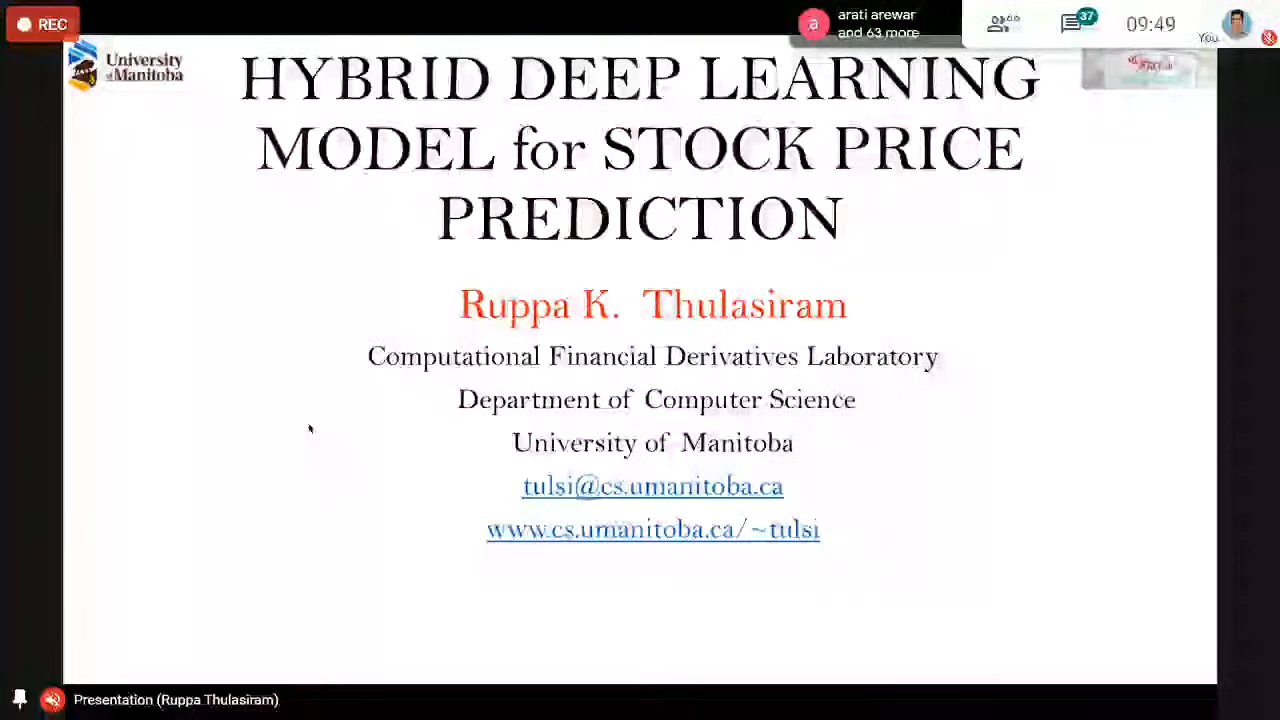 REC
arati arewar
and 63 more
37
09:49
You
University
of Manitoba
HYBRID DEEP LEARNING
MODEL for STOCK PRICE
PREDICTION
Ruppa K. Thulasiram
Computational Financial Derivatives Laboratory
Department of Computer Science
University of Manitoba
tulsi@cs.umanitoba.ca
www.cs.umanitoba.ca/~tulsi
Presentation (Ruppa Thulasiram)